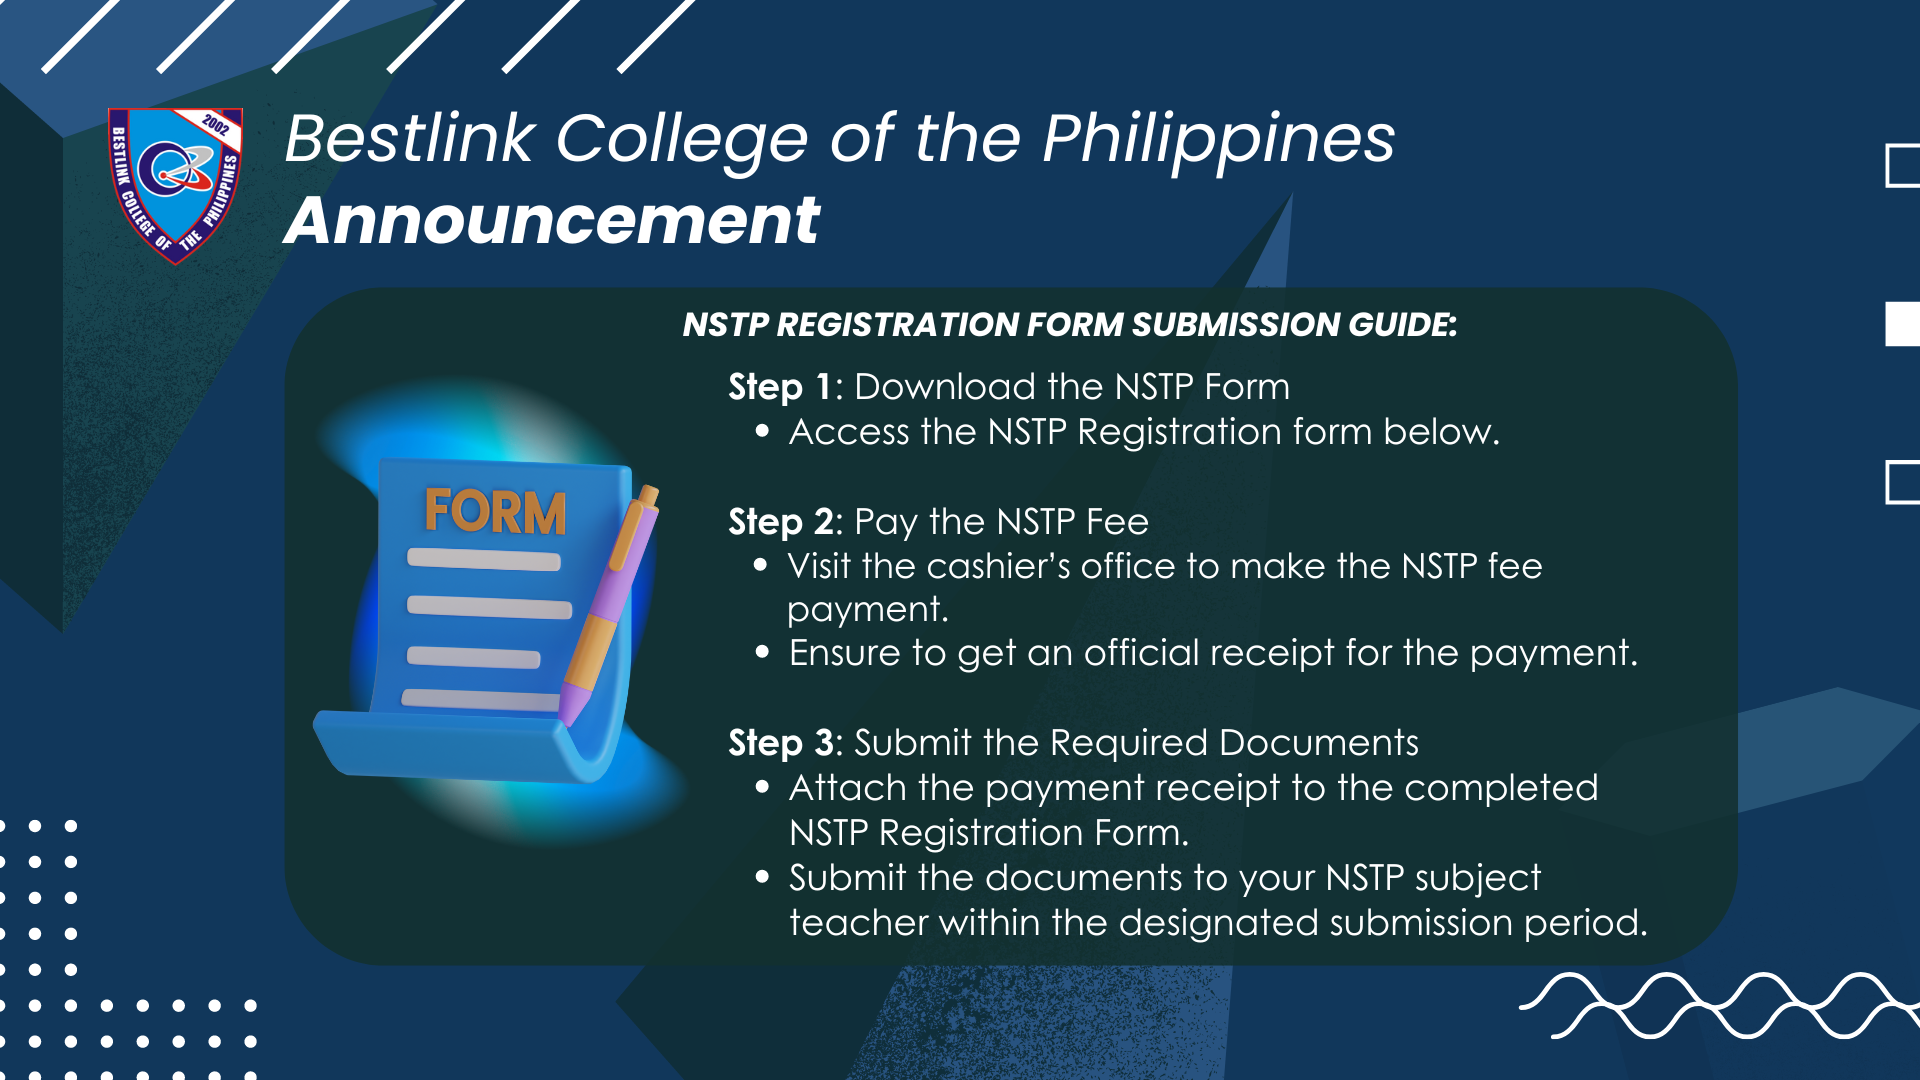 2002
BESTLINK COLLEGE OF THE PHILIPPINES
Bestlink College of the Philippines
Announcement
NSTP REGISTRATION FORM SUBMISSION GUIDE:
FORM
Step 1: Download the NSTP Form
• Access the NSTP Registration form below.
Step 2: Pay the NSTP Fee
• Visit the cashier’s office to make the NSTP fee
payment.
• Ensure to get an official receipt for the payment.
Step 3: Submit the Required Documents
• Attach the payment receipt to the completed
NSTP Registration Form.
• Submit the documents to your NSTP subject
teacher within the designated submission period.